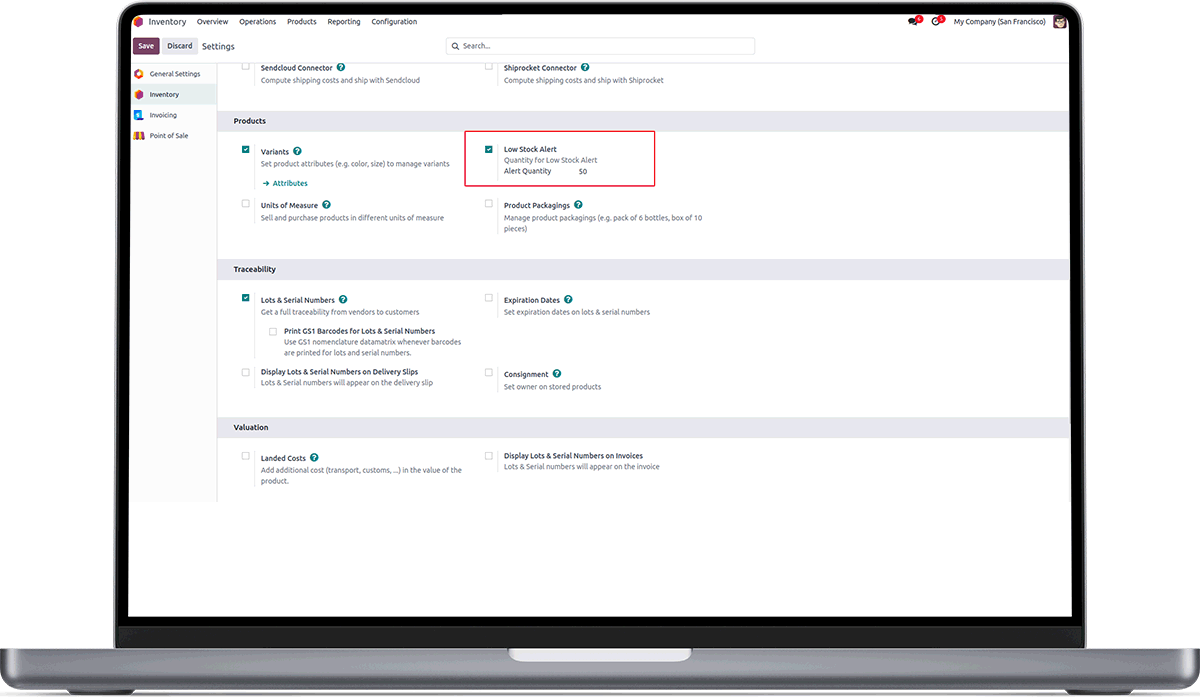 Inventory Overview Operations Products Reporting Configuration
6 5 My Company (San Francisco)
Save Discard Settings
Search...
General Settings
Inventory
Invoicing
Point of Sale
Sendcloud Connector ?
Compute shipping costs and ship with Sendcloud
Shiprocket Connector ?
Compute shipping costs and ship with Shiprocket
Products
Variants ?
Set product attributes (e.g. color, size) to manage variants
→ Attributes
Low Stock Alert
Quantity for Low Stock Alert
Alert Quantity 50
Units of Measure ?
Sell and purchase products in different units of measure
Product Packagings ?
Manage product packagings (e.g. pack of 6 bottles, box of 10
pieces)
Traceability
Lots & Serial Numbers ?
Get a full traceability from vendors to customers
Print GS1 Barcodes for Lots & Serial Numbers
Use GS1 nomenclature datamatrix whenever barcodes
are printed for lots and serial numbers.
Expiration Dates ?
Set expiration dates on lots & serial numbers
Display Lots & Serial Numbers on Delivery Slips
Lots & Serial numbers will appear on the delivery slip
Consignment ?
Set owner on stored products
Valuation
Landed Costs ?
Add additional cost (transport, customs, ...) in the value of the
product.
Display Lots & Serial Numbers on Invoices
Lots & Serial numbers will appear on the invoice